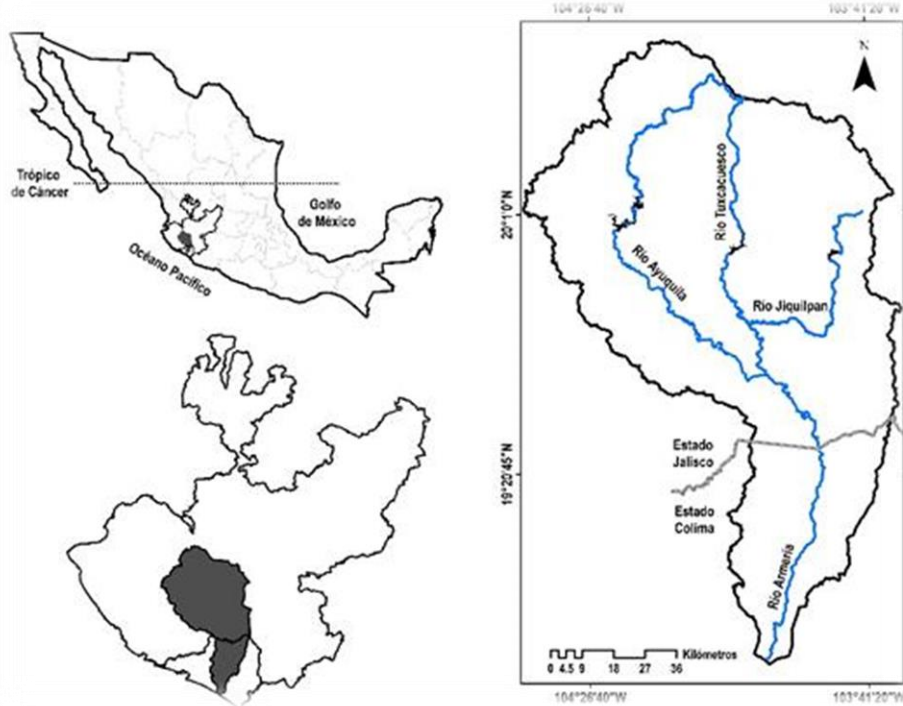 Trópico
de Cáncer
Golfo
de México
Océano Pacífico
104°26'40"W
103°41'20"W
N
20°1'0"N
19°20'45"N
Río Tuxcacuesco
Río Ayuquila
Río Jiquilpan
Estado
Jalisco
Estado
Colima
Río Armería
Kilómetros
0 4.5 9 18 27 36
104°26'40"W
103°41'20"W